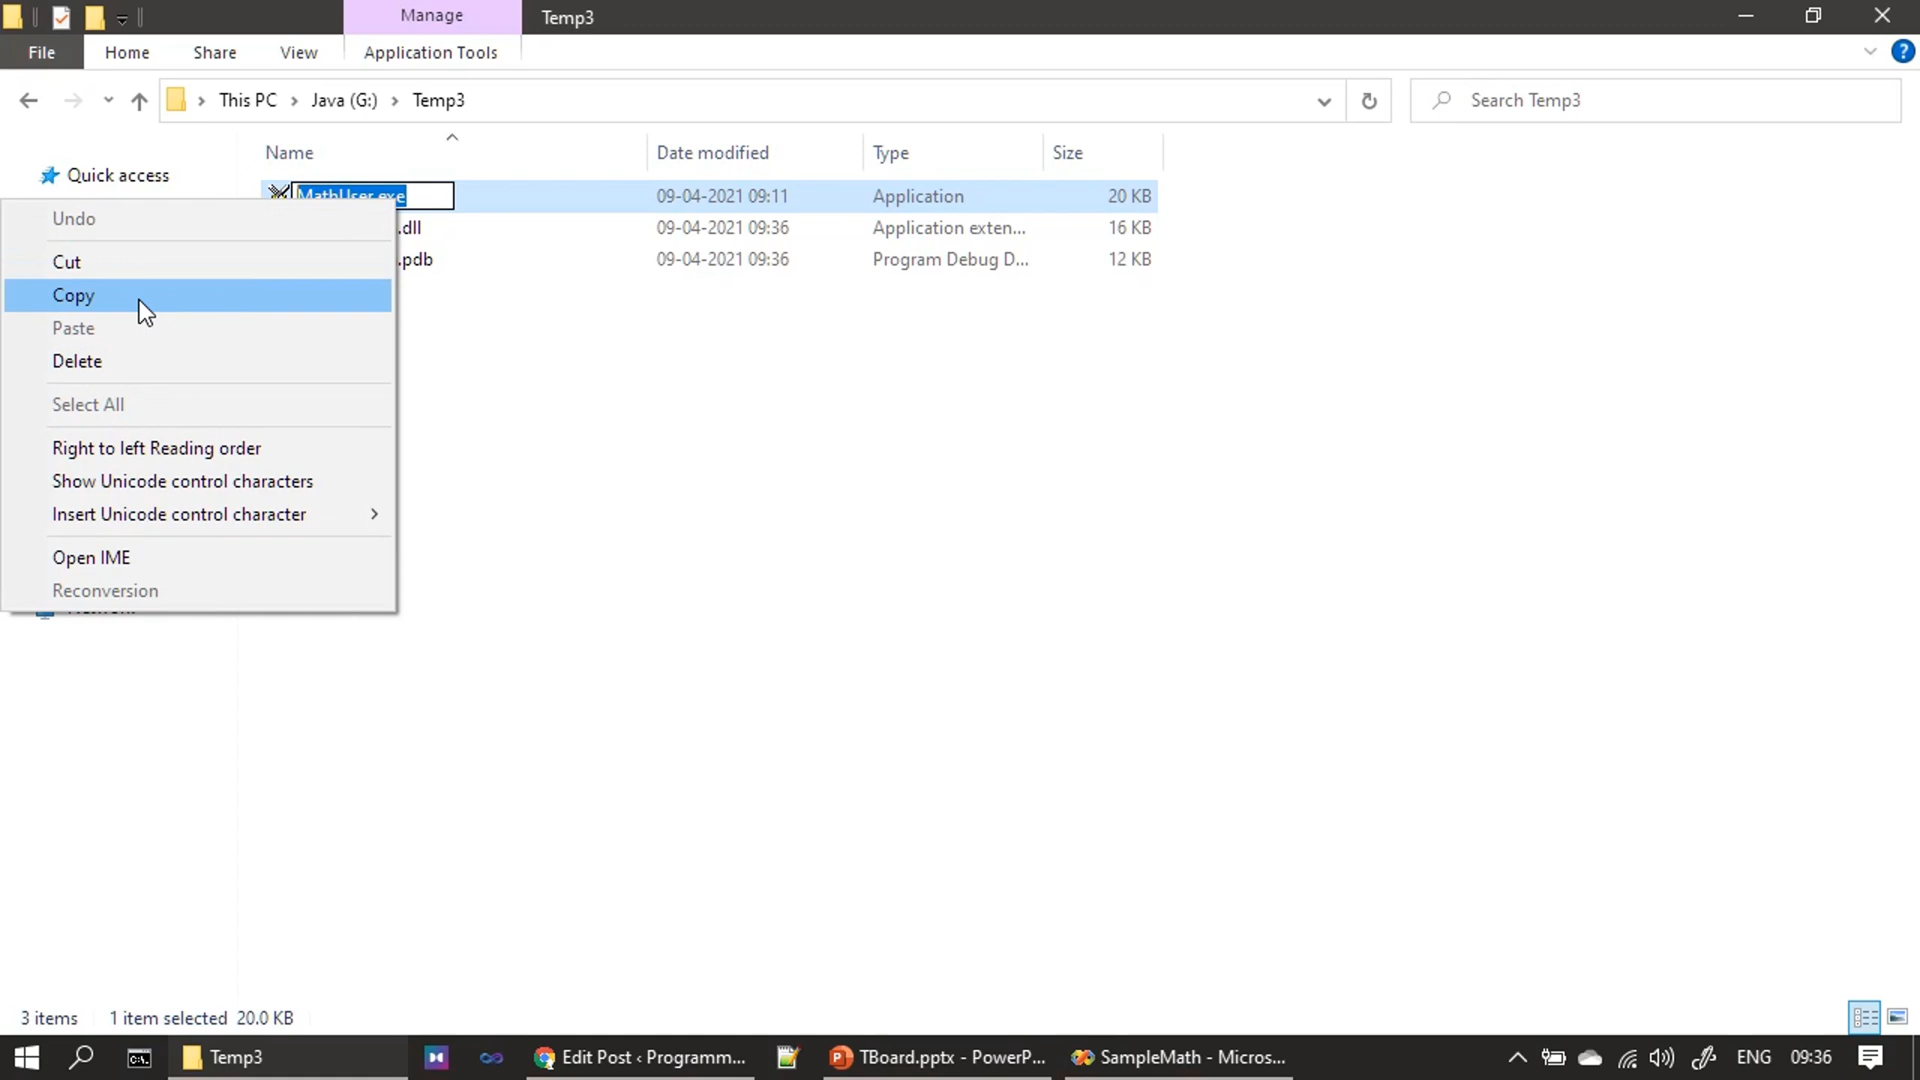 Manage
Temp3
File
Home
Share
View
Application Tools
This PC
Java (G:)
Temp3
Search Temp3
Name
Date modified
Type
Size
Quick access
MathUser.exe
09-04-2021 09:11
Application
20 KB
.dll
09-04-2021 09:36
Application exten...
16 KB
.pdb
09-04-2021 09:36
Program Debug D...
12 KB
Undo
Cut
Copy
Paste
Delete
Select All
Right to left Reading order
Show Unicode control characters
Insert Unicode control character
Open IME
Reconversion
3 items
1 item selected 20.0 KB
Temp3
Edit Post ‹ Programm...
TBoard.pptx - PowerP...
SampleMath - Micros...
ENG
09:36